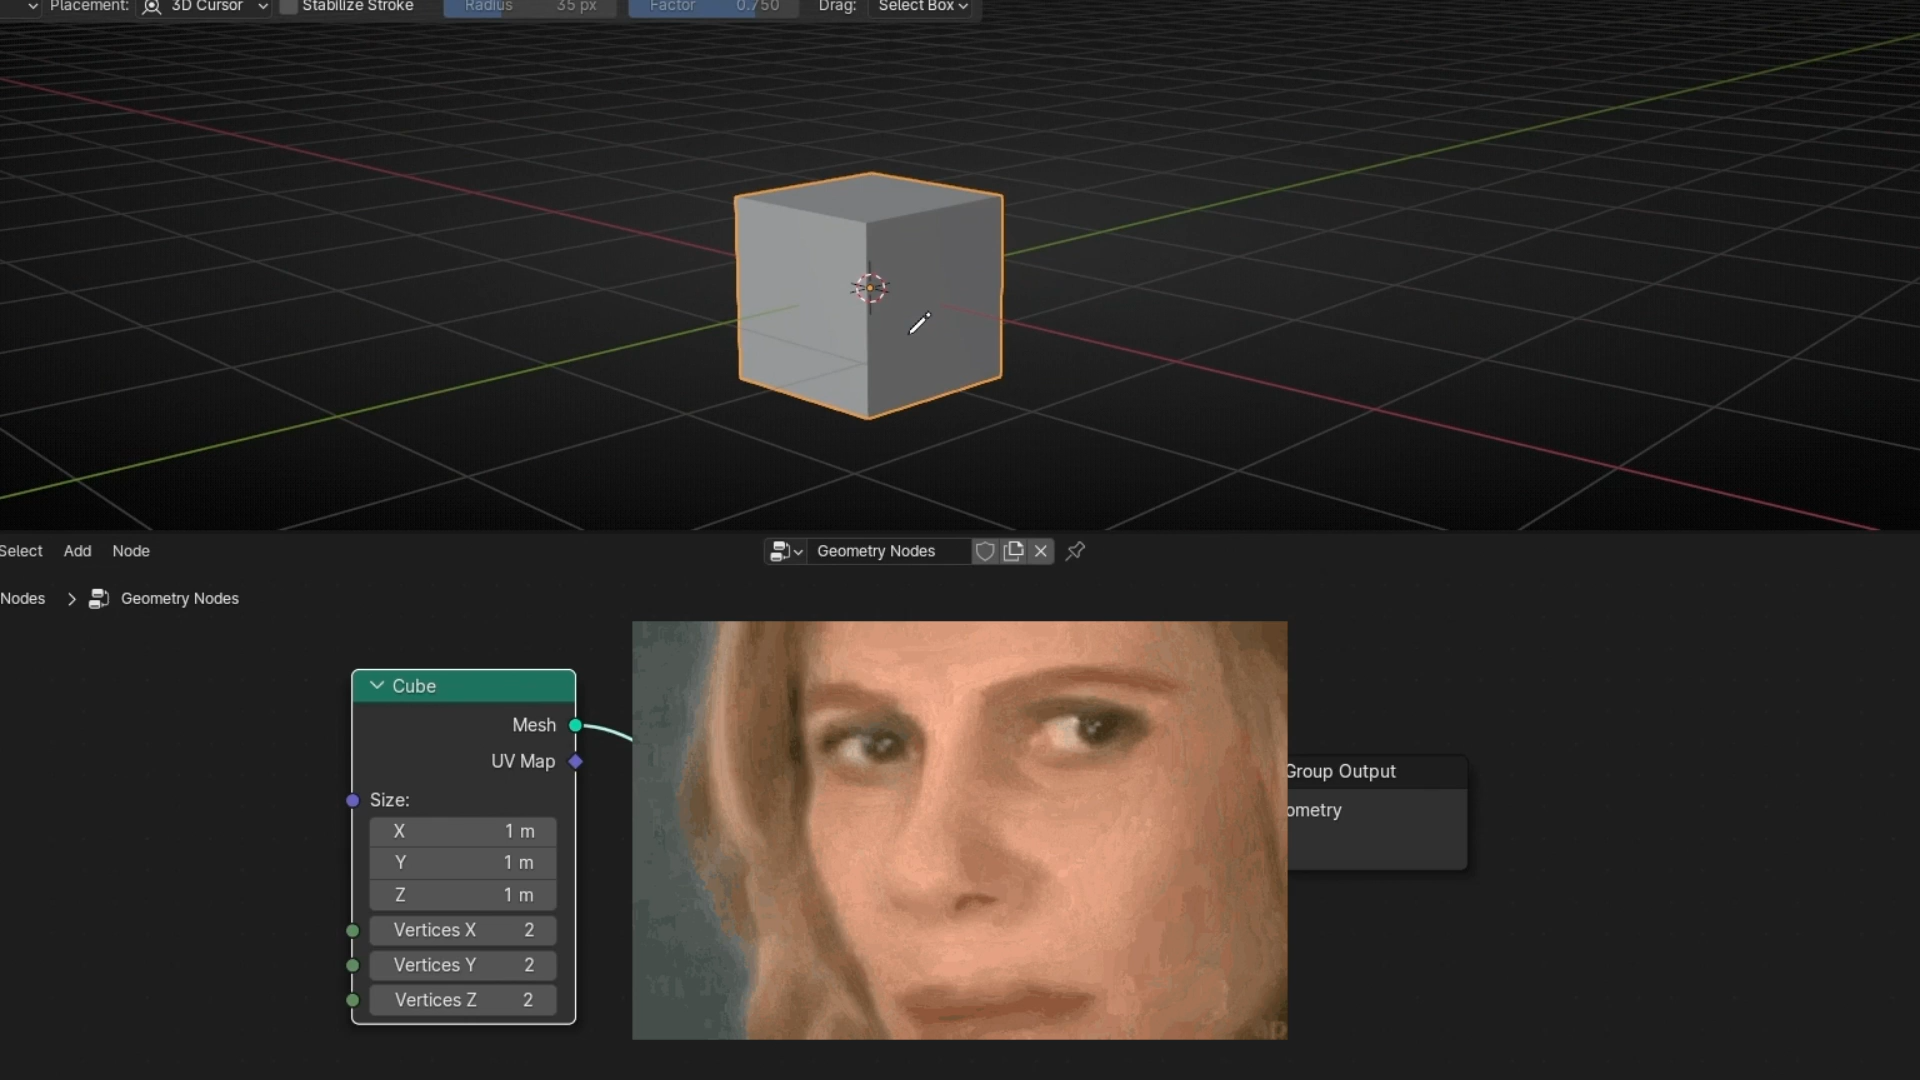 Placement: 3D Cursor Stabilize Stroke Radius 35 px Factor 0.750 Drag: Select Box
Select Add Node Geometry Nodes
Nodes > Geometry Nodes
Cube
Mesh
UV Map
Size:
X 1 m
Y 1 m
Z 1 m
Vertices X 2
Vertices Y 2
Vertices Z 2
Group Output
ometry